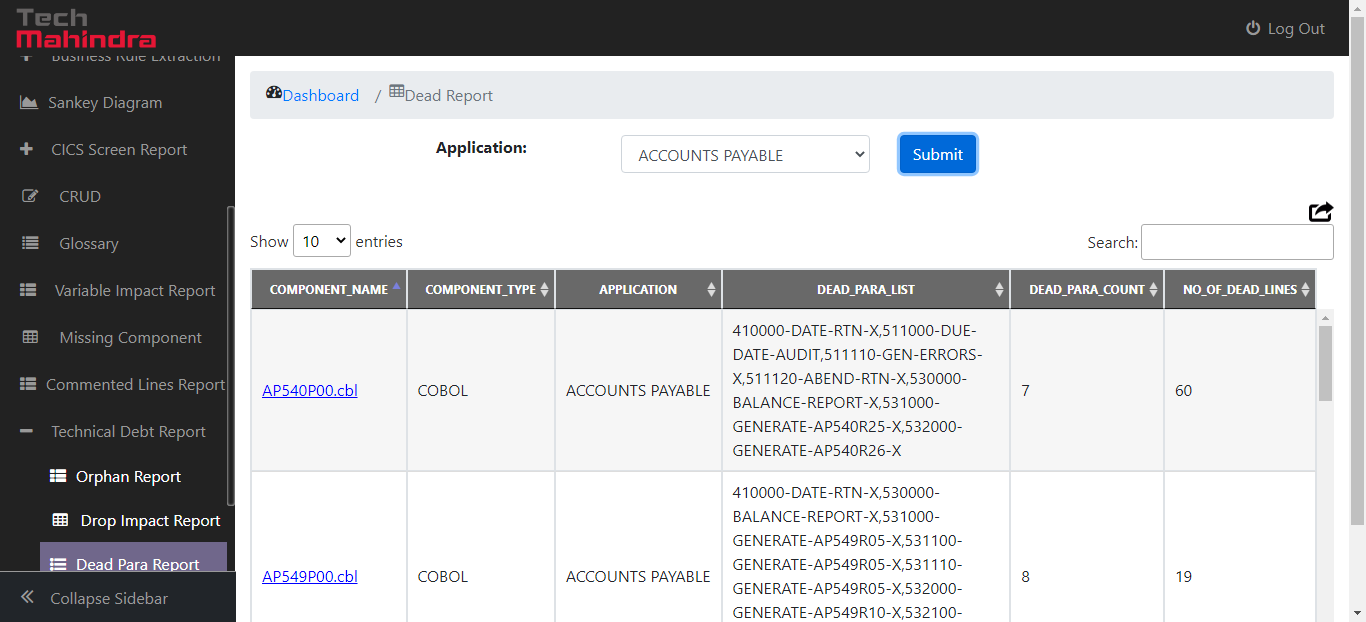 Tech
Mahindra
Log Out
Business Rule Extraction
Sankey Diagram
CICS Screen Report
CRUD
Glossary
Variable Impact Report
Missing Component
Commented Lines Report
Technical Debt Report
Orphan Report
Drop Impact Report
Dead Para Report
Collapse Sidebar
Dashboard / Dead Report
Application: ACCOUNTS PAYABLE Submit
Show 10 entries
Search:
COMPONENT_NAME COMPONENT_TYPE APPLICATION DEAD_PARA_LIST DEAD_PARA_COUNT NO_OF_DEAD_LINES
410000-DATE-RTN-X,511000-DUE-
DATE-AUDIT,511110-GEN-ERRORS-
X,511120-ABEND-RTN-X,530000-
AP540P00.cbl COBOL ACCOUNTS PAYABLE 7 60
BALANCE-REPORT-X,531000-
GENERATE-AP540R25-X,532000-
GENERATE-AP540R26-X
410000-DATE-RTN-X,530000-
BALANCE-REPORT-X,531000-
GENERATE-AP549R05-X,531100-
GENERATE-AP549R05-X,531110-
AP549P00.cbl COBOL ACCOUNTS PAYABLE 8 19
GENERATE-AP549R05-X,532000-
GENERATE-AP549R10-X,532100-